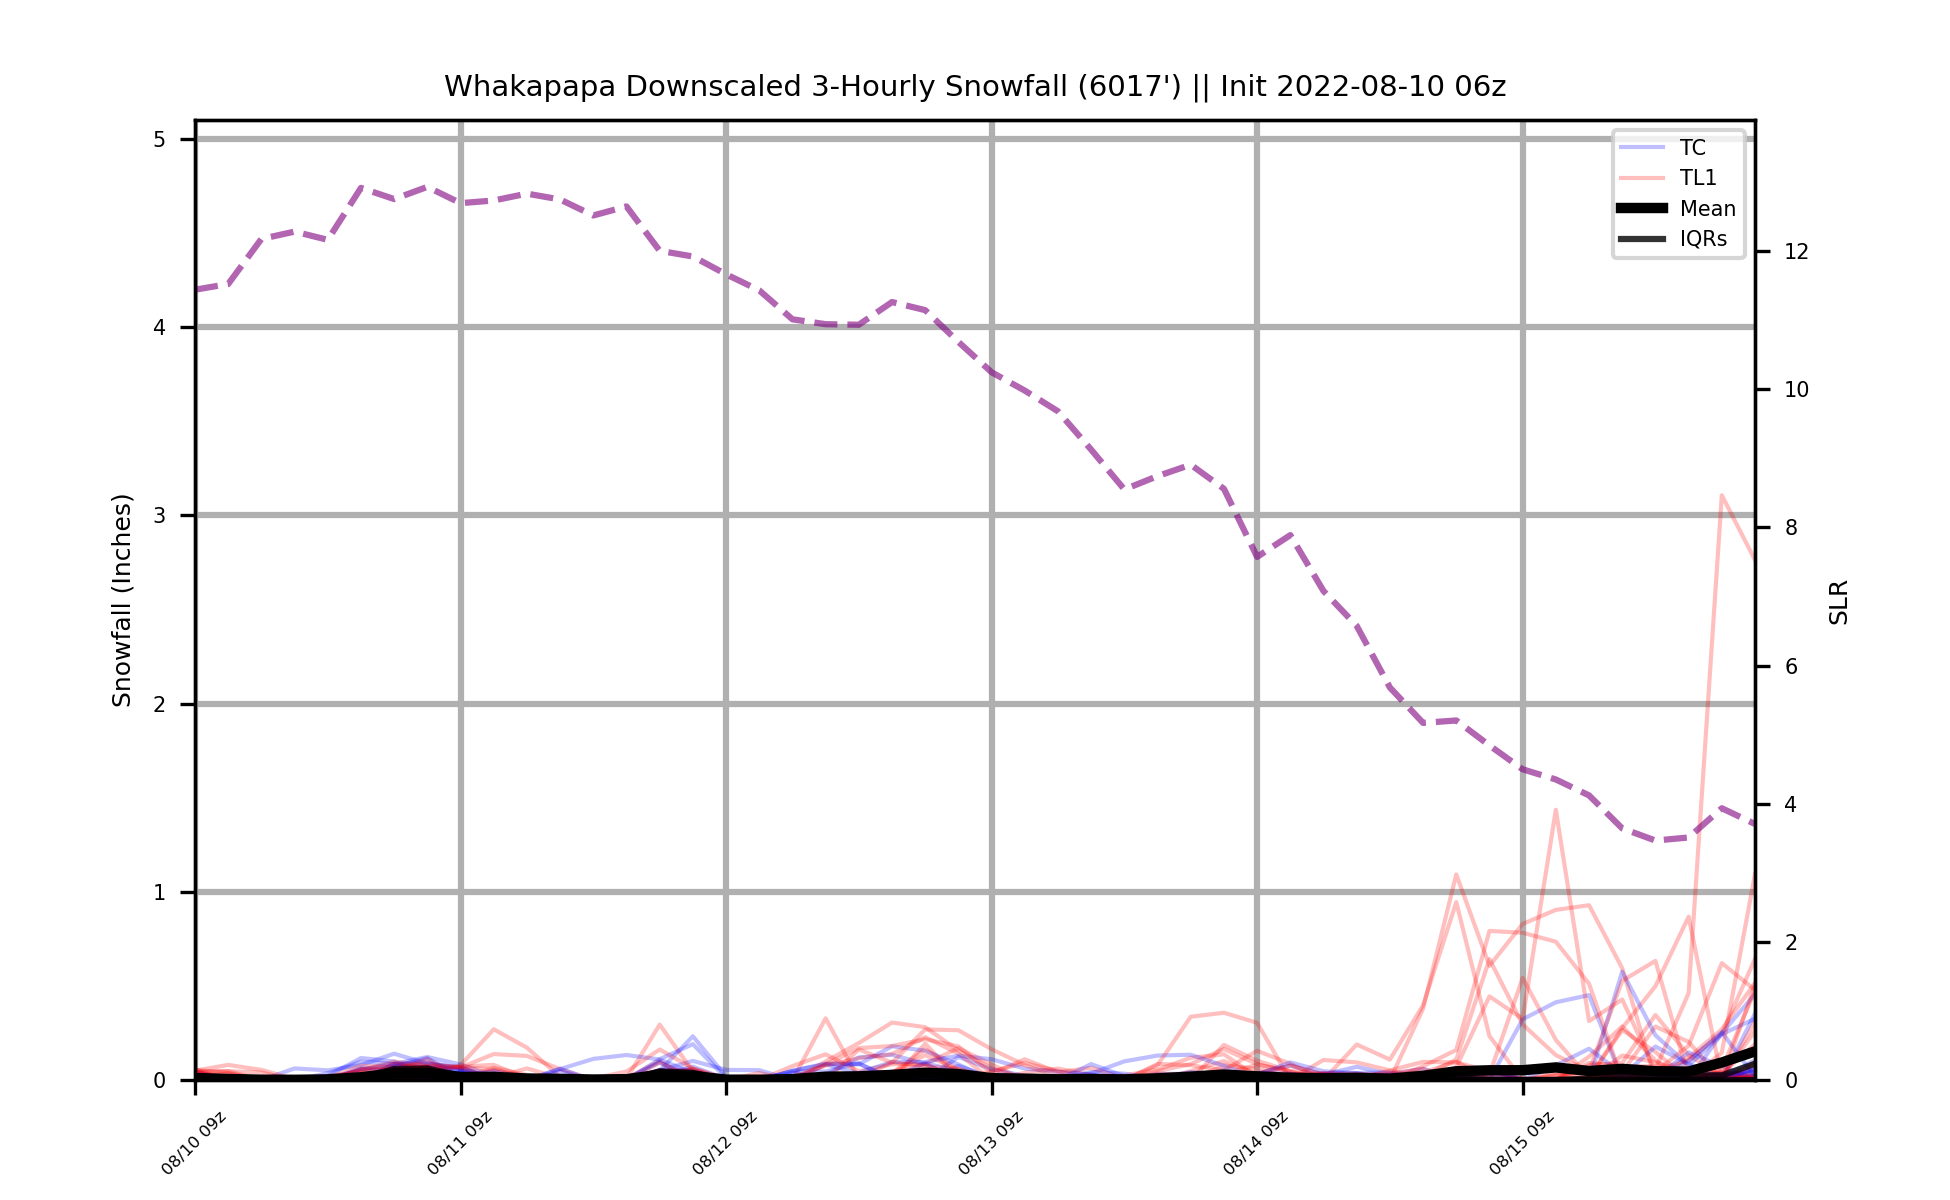 Whakapapa Downscaled 3-Hourly Snowfall (6017') || Init 2022-08-10 06z
TC
TL1
Mean
IQRs
Snowfall (Inches)
5
4
3
2
1
0
12
10
8
6
4
2
0
SLR
08/10 09z
08/11 09z
08/12 09z
08/13 09z
08/14 09z
08/15 09z